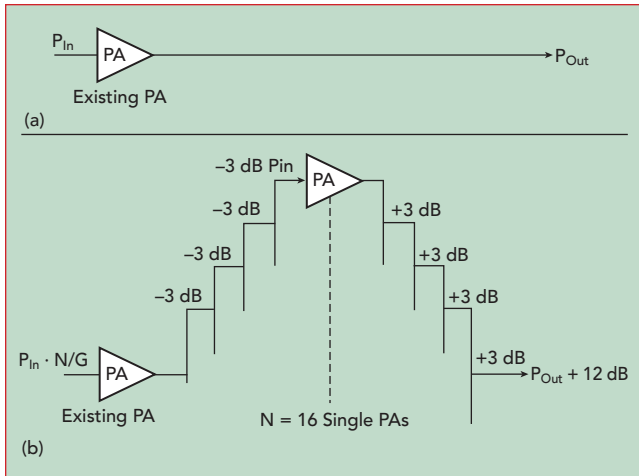 P_In
PA
P_Out
Existing PA
(a)
–3 dB Pin
PA
–3 dB
+3 dB
–3 dB
+3 dB
–3 dB
+3 dB
P_In · N/G
PA
+3 dB
P_Out + 12 dB
Existing PA
N = 16 Single PAs
(b)